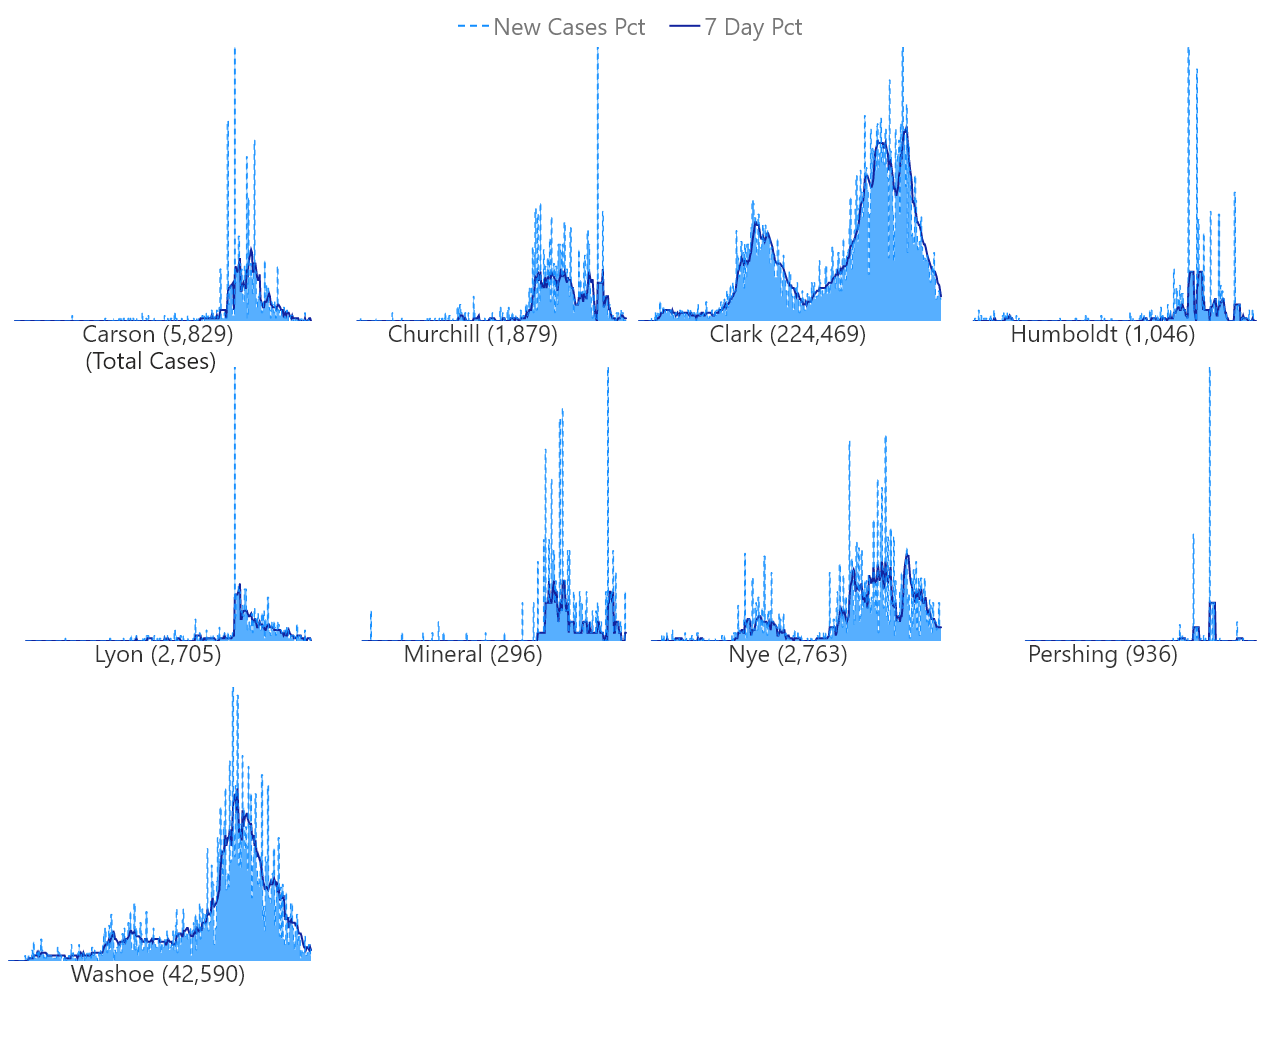 New Cases Pct 7 Day Pct
Carson (5,829) Churchill (1,879) Clark (224,469) Humboldt (1,046)
(Total Cases)
Lyon (2,705) Mineral (296) Nye (2,763) Pershing (936)
Washoe (42,590)